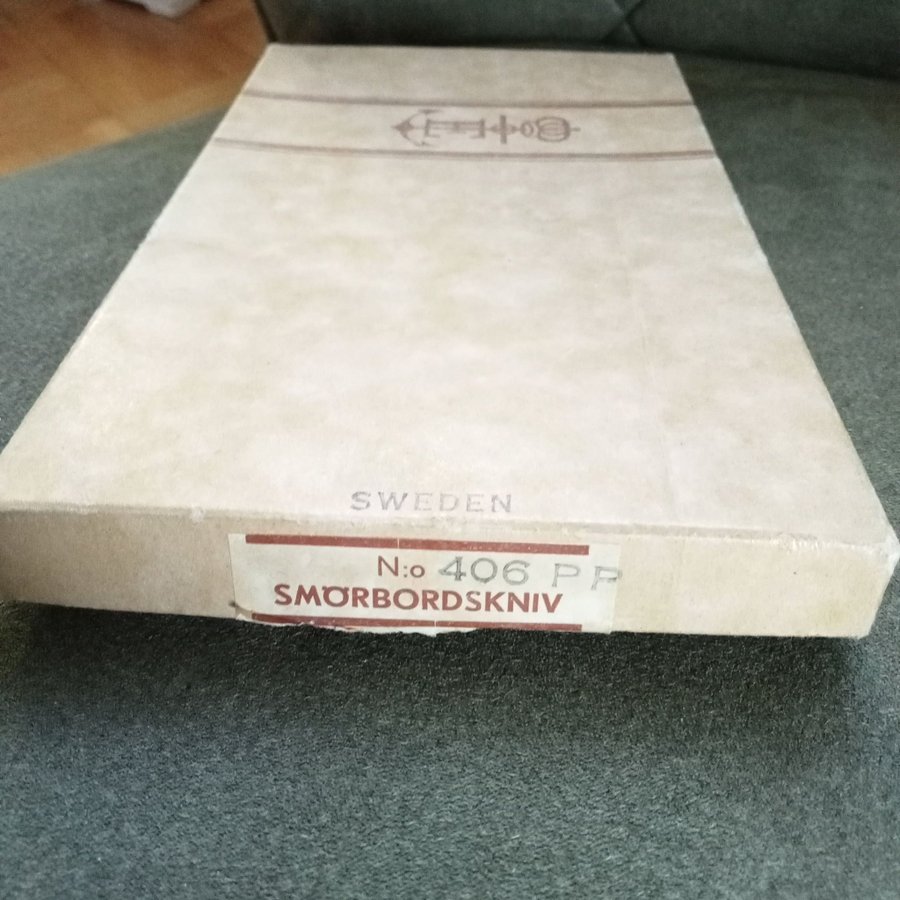 SWEDEN
N:o 406 PP
SMÖRBORDSKNIV